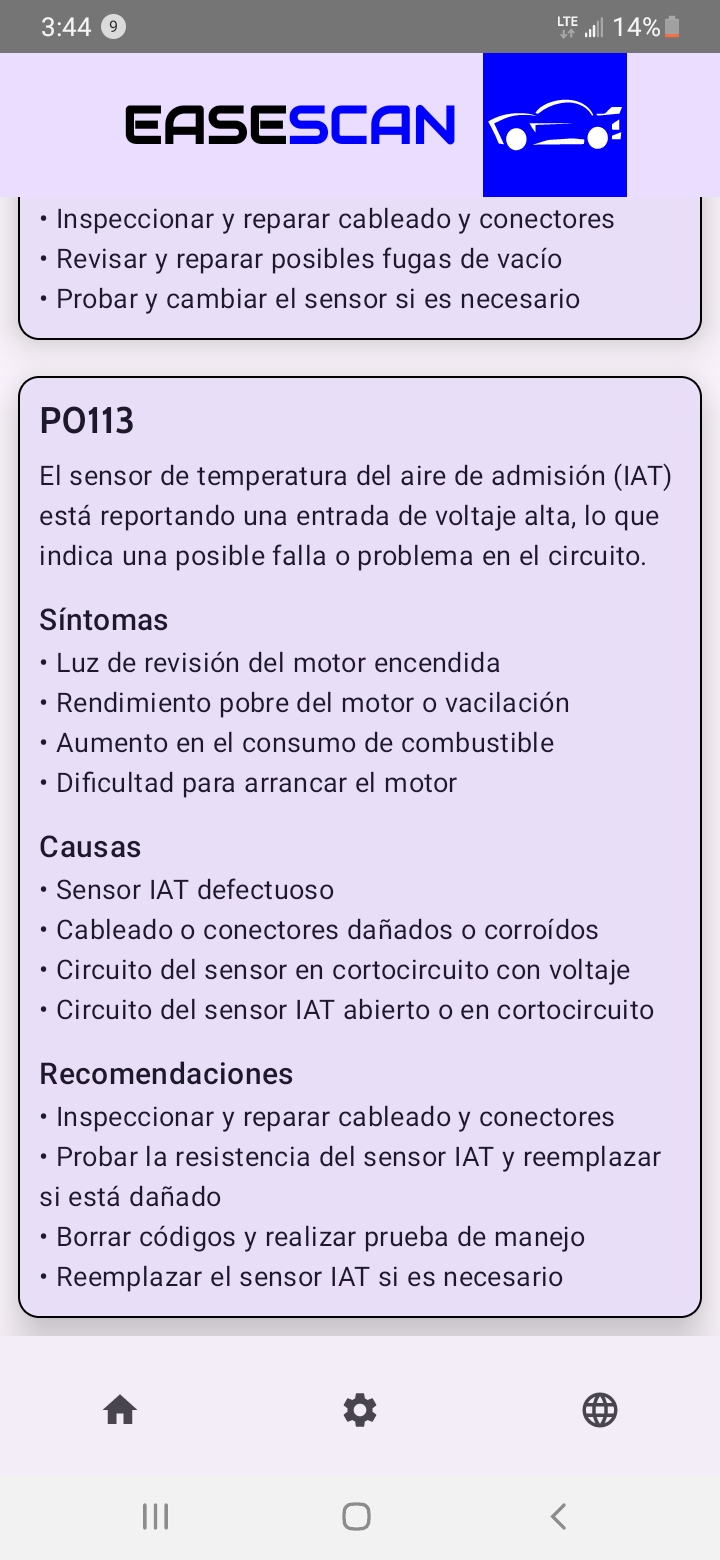 3:44 9 LTE 14%
EASESCAN
• Inspeccionar y reparar cableado y conectores
• Revisar y reparar posibles fugas de vacío
• Probar y cambiar el sensor si es necesario
P0113
El sensor de temperatura del aire de admisión (IAT)
está reportando una entrada de voltaje alta, lo que
indica una posible falla o problema en el circuito.
Síntomas
• Luz de revisión del motor encendida
• Rendimiento pobre del motor o vacilación
• Aumento en el consumo de combustible
• Dificultad para arrancar el motor
Causas
• Sensor IAT defectuoso
• Cableado o conectores dañados o corroídos
• Circuito del sensor en cortocircuito con voltaje
• Circuito del sensor IAT abierto o en cortocircuito
Recomendaciones
• Inspeccionar y reparar cableado y conectores
• Probar la resistencia del sensor IAT y reemplazar
si está dañado
• Borrar códigos y realizar prueba de manejo
• Reemplazar el sensor IAT si es necesario